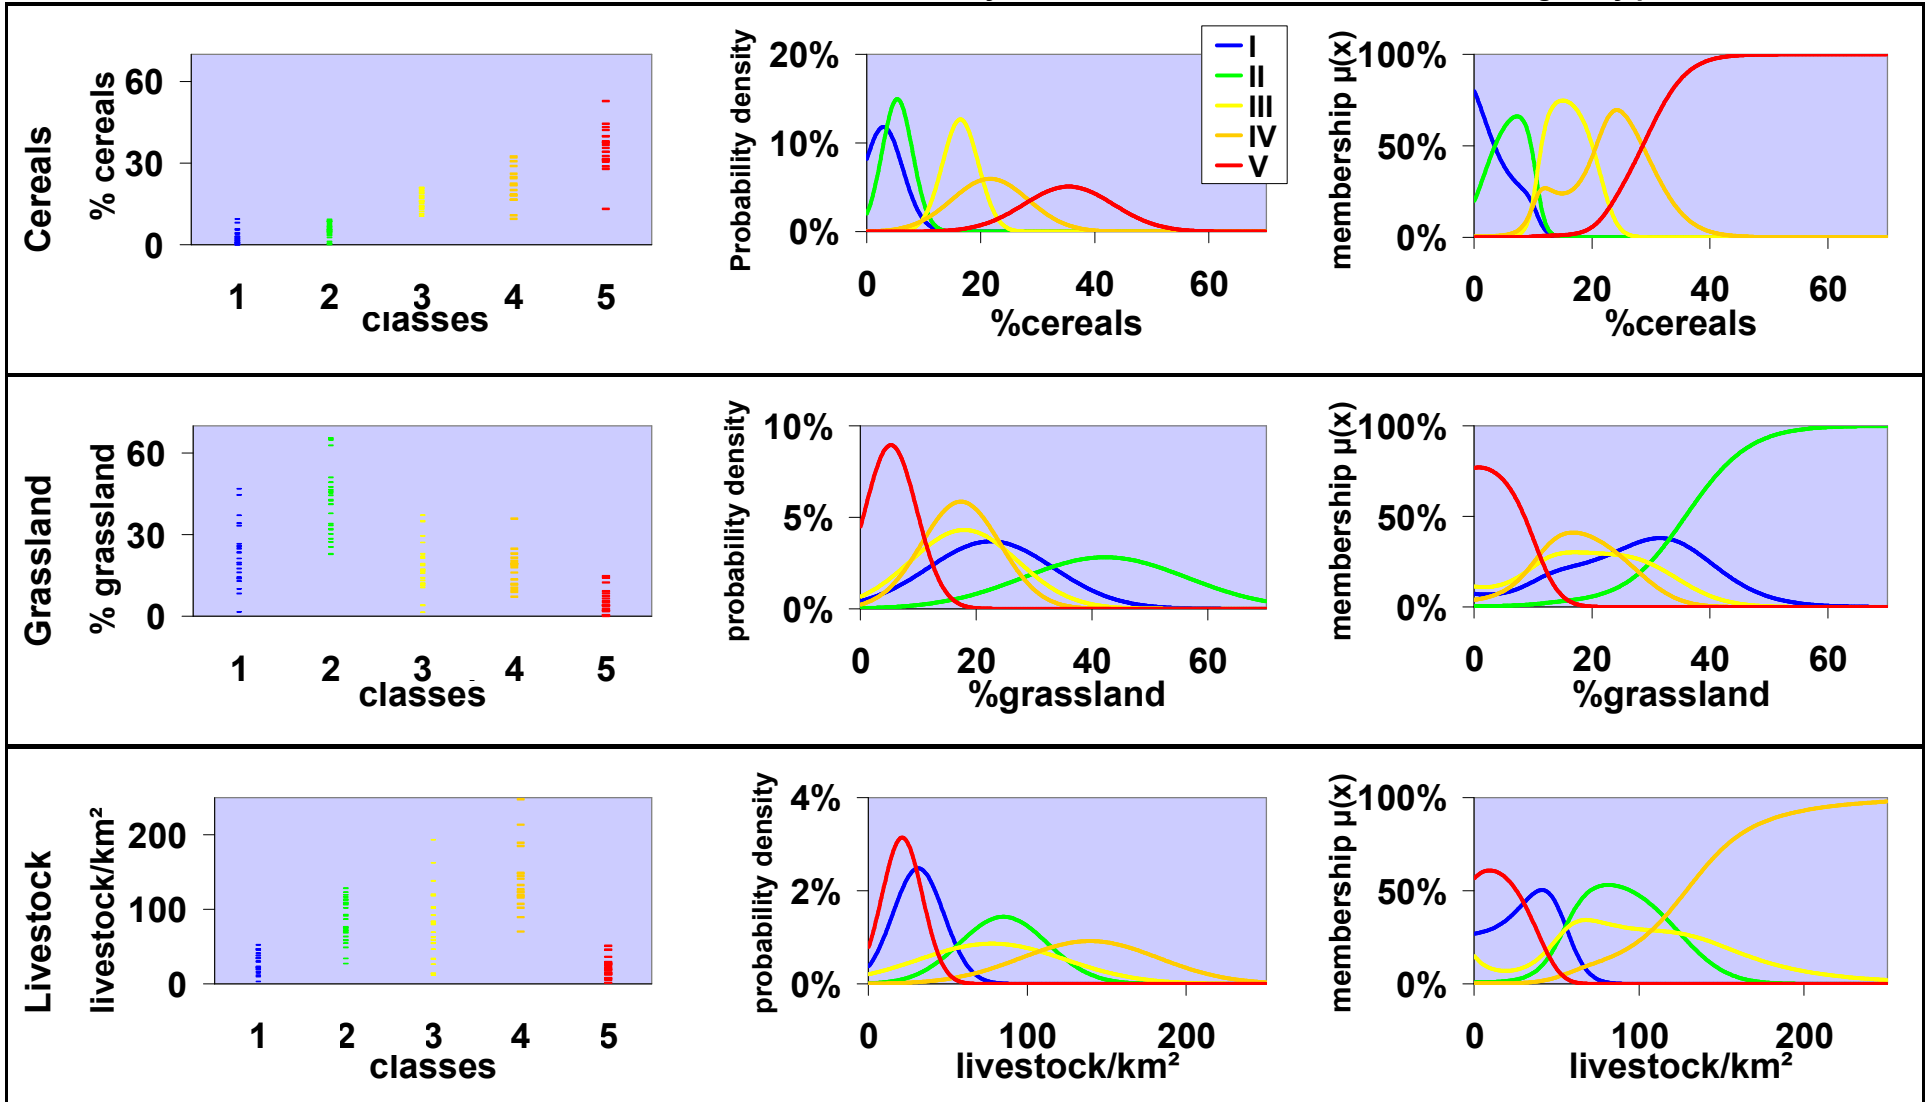 Cereals
% cereals
60
30
0
1 2 3 4 5
classes
Probability density
20%
10%
0%
0 20 40 60
%cereals
I
II
III
IV
V
membership µ(x)
100%
50%
0%
0 20 40 60
%cereals
Grassland
% grassland
60
30
0
1 2 3 4 5
classes
probability density
10%
5%
0%
0 20 40 60
%grassland
membership µ(x)
100%
50%
0%
0 20 40 60
%grassland
Livestock
livestock/km²
200
100
0
1 2 3 4 5
classes
probability density
4%
2%
0%
0 100 200
livestock/km²
membership µ(x)
100%
50%
0%
0 100 200
livestock/km²